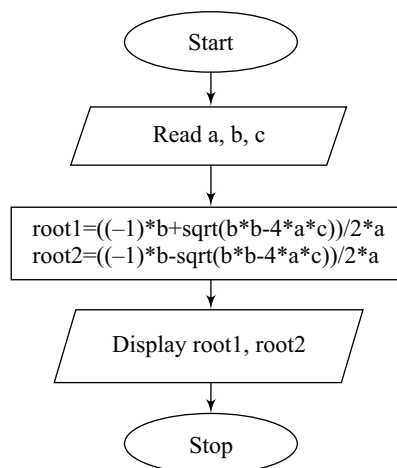 Start
Read a, b, c
root1=((–1)*b+sqrt(b*b-4*a*c))/2*a
root2=((–1)*b-sqrt(b*b-4*a*c))/2*a
Display root1, root2
Stop